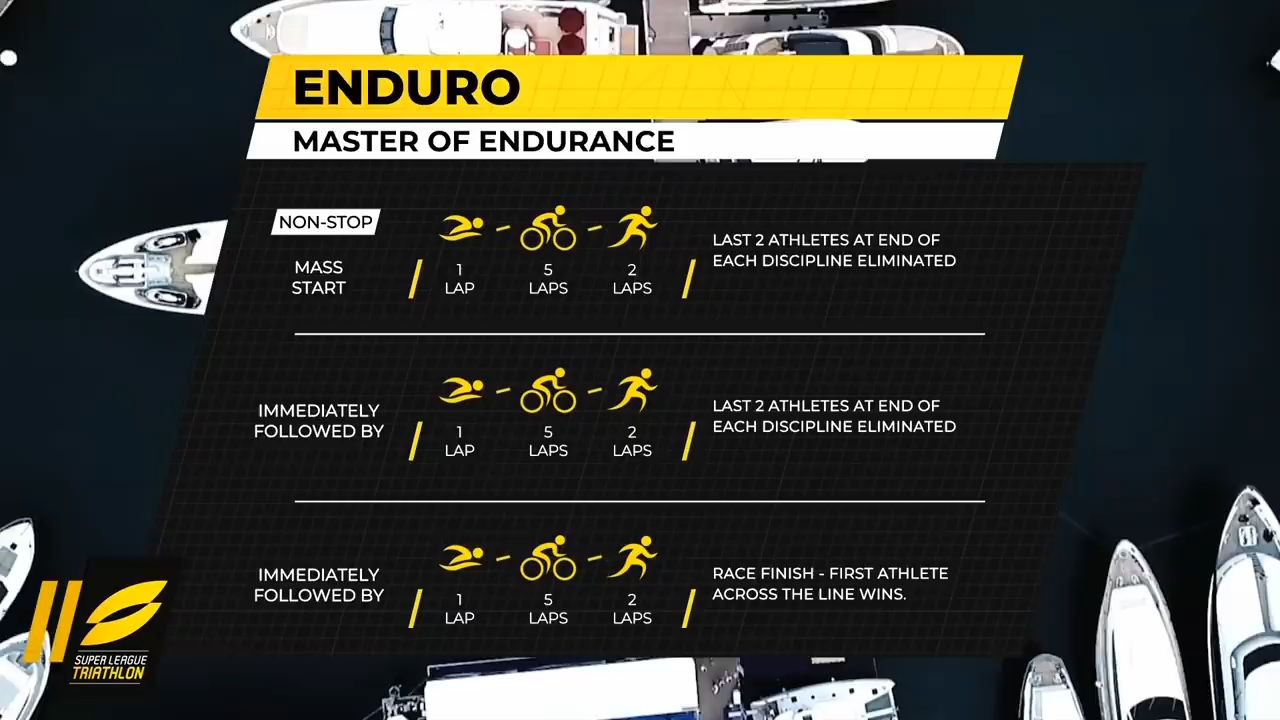 ENDURO
MASTER OF ENDURANCE
NON-STOP
MASS
START
1
LAP
5
LAPS
2
LAPS
LAST 2 ATHLETES AT END OF
EACH DISCIPLINE ELIMINATED
IMMEDIATELY
FOLLOWED BY
1
LAP
5
LAPS
2
LAPS
LAST 2 ATHLETES AT END OF
EACH DISCIPLINE ELIMINATED
IMMEDIATELY
FOLLOWED BY
1
LAP
5
LAPS
2
LAPS
RACE FINISH - FIRST ATHLETE
ACROSS THE LINE WINS.
SUPER LEAGUE
TRIATHLON